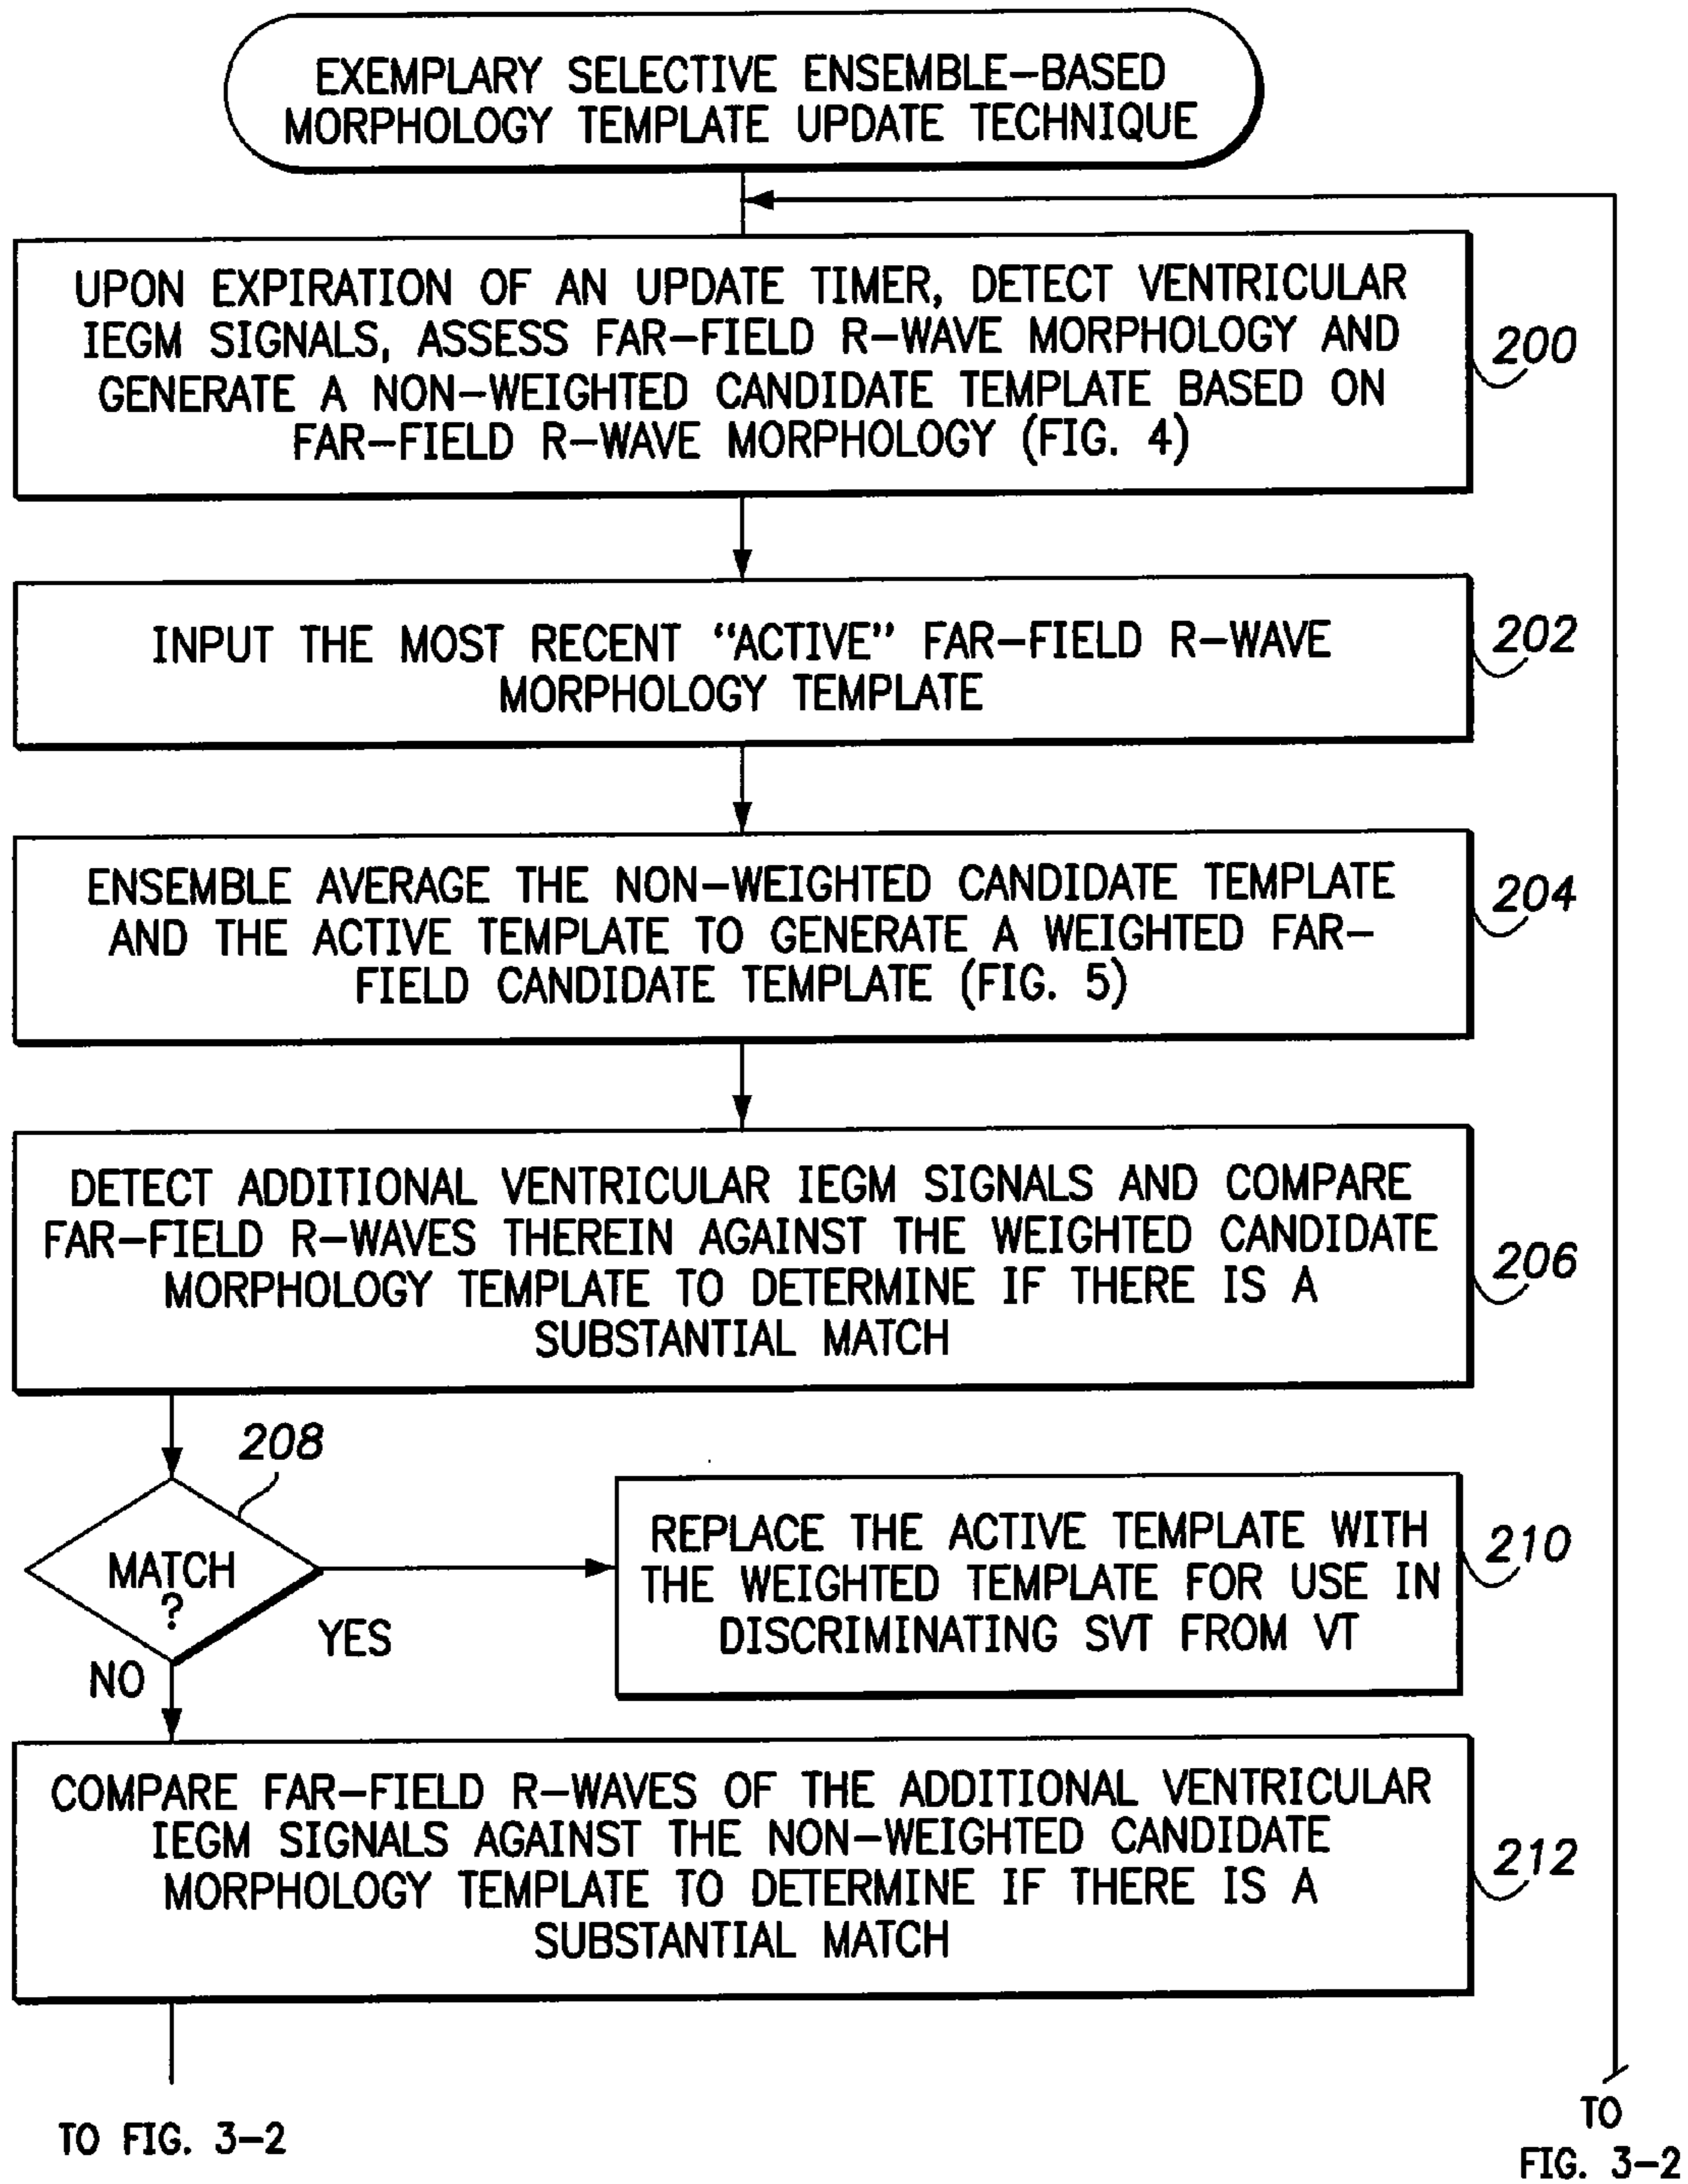 EXEMPLARY SELECTIVE ENSEMBLE-BASED
MORPHOLOGY TEMPLATE UPDATE TECHNIQUE
UPON EXPIRATION OF AN UPDATE TIMER, DETECT VENTRICULAR
IEGM SIGNALS, ASSESS FAR-FIELD R-WAVE MORPHOLOGY AND
GENERATE A NON-WEIGHTED CANDIDATE TEMPLATE BASED ON
FAR-FIELD R-WAVE MORPHOLOGY (FIG. 4)
200
INPUT THE MOST RECENT “ACTIVE” FAR-FIELD R-WAVE
MORPHOLOGY TEMPLATE
202
ENSEMBLE AVERAGE THE NON-WEIGHTED CANDIDATE TEMPLATE
AND THE ACTIVE TEMPLATE TO GENERATE A WEIGHTED FAR-
FIELD CANDIDATE TEMPLATE (FIG. 5)
204
DETECT ADDITIONAL VENTRICULAR IEGM SIGNALS AND COMPARE
FAR-FIELD R-WAVES THEREIN AGAINST THE WEIGHTED CANDIDATE
MORPHOLOGY TEMPLATE TO DETERMINE IF THERE IS A
SUBSTANTIAL MATCH
206
208
MATCH
?
YES
NO
REPLACE THE ACTIVE TEMPLATE WITH
THE WEIGHTED TEMPLATE FOR USE IN
DISCRIMINATING SVT FROM VT
210
COMPARE FAR-FIELD R-WAVES OF THE ADDITIONAL VENTRICULAR
IEGM SIGNALS AGAINST THE NON-WEIGHTED CANDIDATE
MORPHOLOGY TEMPLATE TO DETERMINE IF THERE IS A
SUBSTANTIAL MATCH
212
TO FIG. 3-2
TO
FIG. 3-2